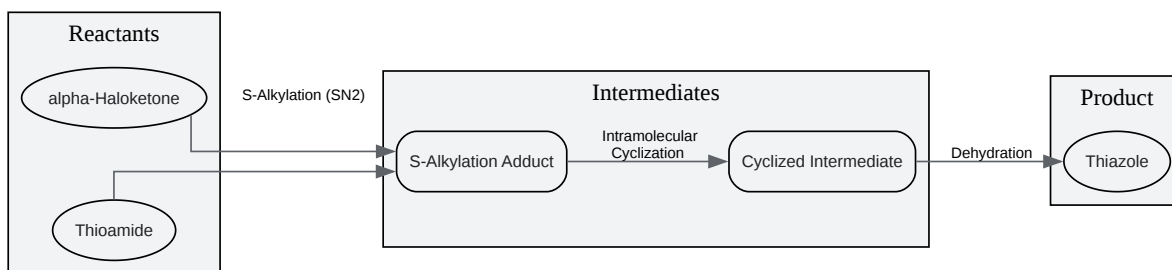 Reactants
alpha-Haloketone
Thioamide
S-Alkylation (SN2)
Intermediates
S-Alkylation Adduct
Intramolecular
Cyclization
Cyclized Intermediate
Dehydration
Product
Thiazole